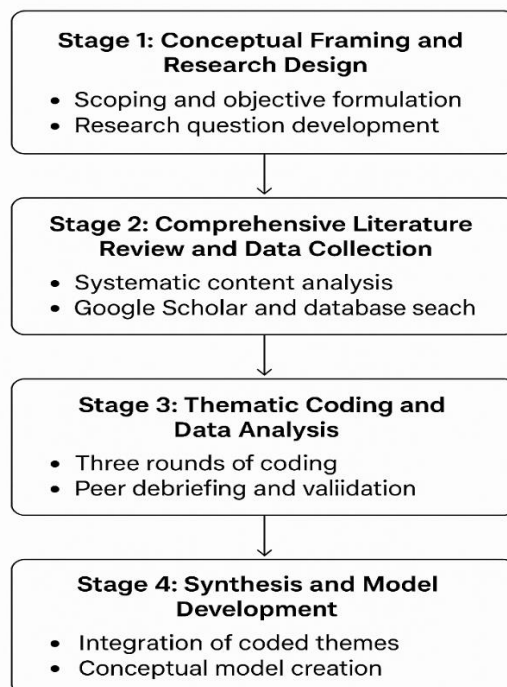 Stage 1: Conceptual Framing and
Research Design
• Scoping and objective formulation
• Research question development
Stage 2: Comprehensive Literature
Review and Data Collection
• Systematic content analysis
• Google Scholar and database seach
Stage 3: Thematic Coding and
Data Analysis
• Three rounds of coding
• Peer debriefing and valiidation
Stage 4: Synthesis and Model
Development
• Integration of coded themes
• Conceptual model creation